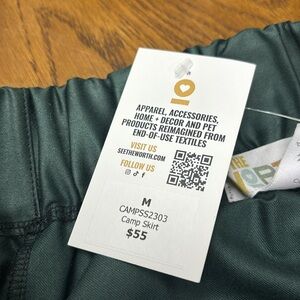 APPAREL, ACCESSORIES,
HOME + DECOR AND PET
PRODUCTS REIMAGINED FROM
END-OF-USE TEXTILES
VISIT US
SEETHEWORTH.COM
FOLLOW US
M
CAMPSS2303
Camp Skirt
$55
THE